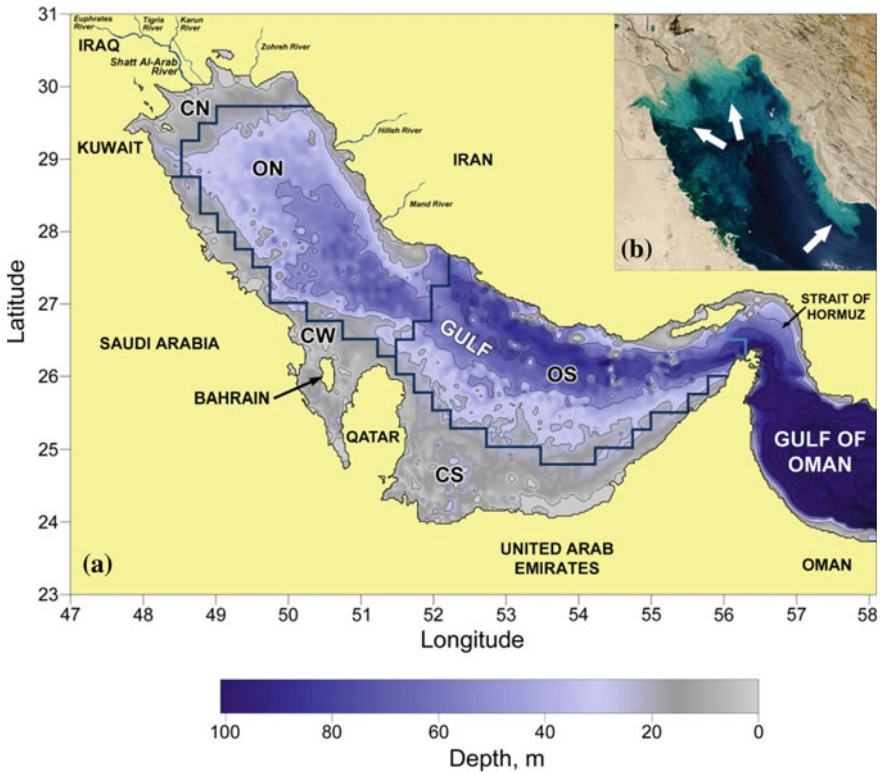 31
30
29
28
27
26
25
24
23
Latitude
47 48 49 50 51 52 53 54 55 56 57 58
Longitude
Euphrates
River
Tigris
River
Karun
River
IRAQ
Shatt Al-Arab
River
Zohreh River
CN
KUWAIT
ON
Hilleh River
IRAN
Mand River
(b)
SAUDI ARABIA
CW
GULF
STRAIT OF
HORMUZ
BAHRAIN
OS
QATAR
GULF OF
OMAN
CS
(a)
UNITED ARAB
EMIRATES
OMAN
100 80 60 40 20 0
Depth, m